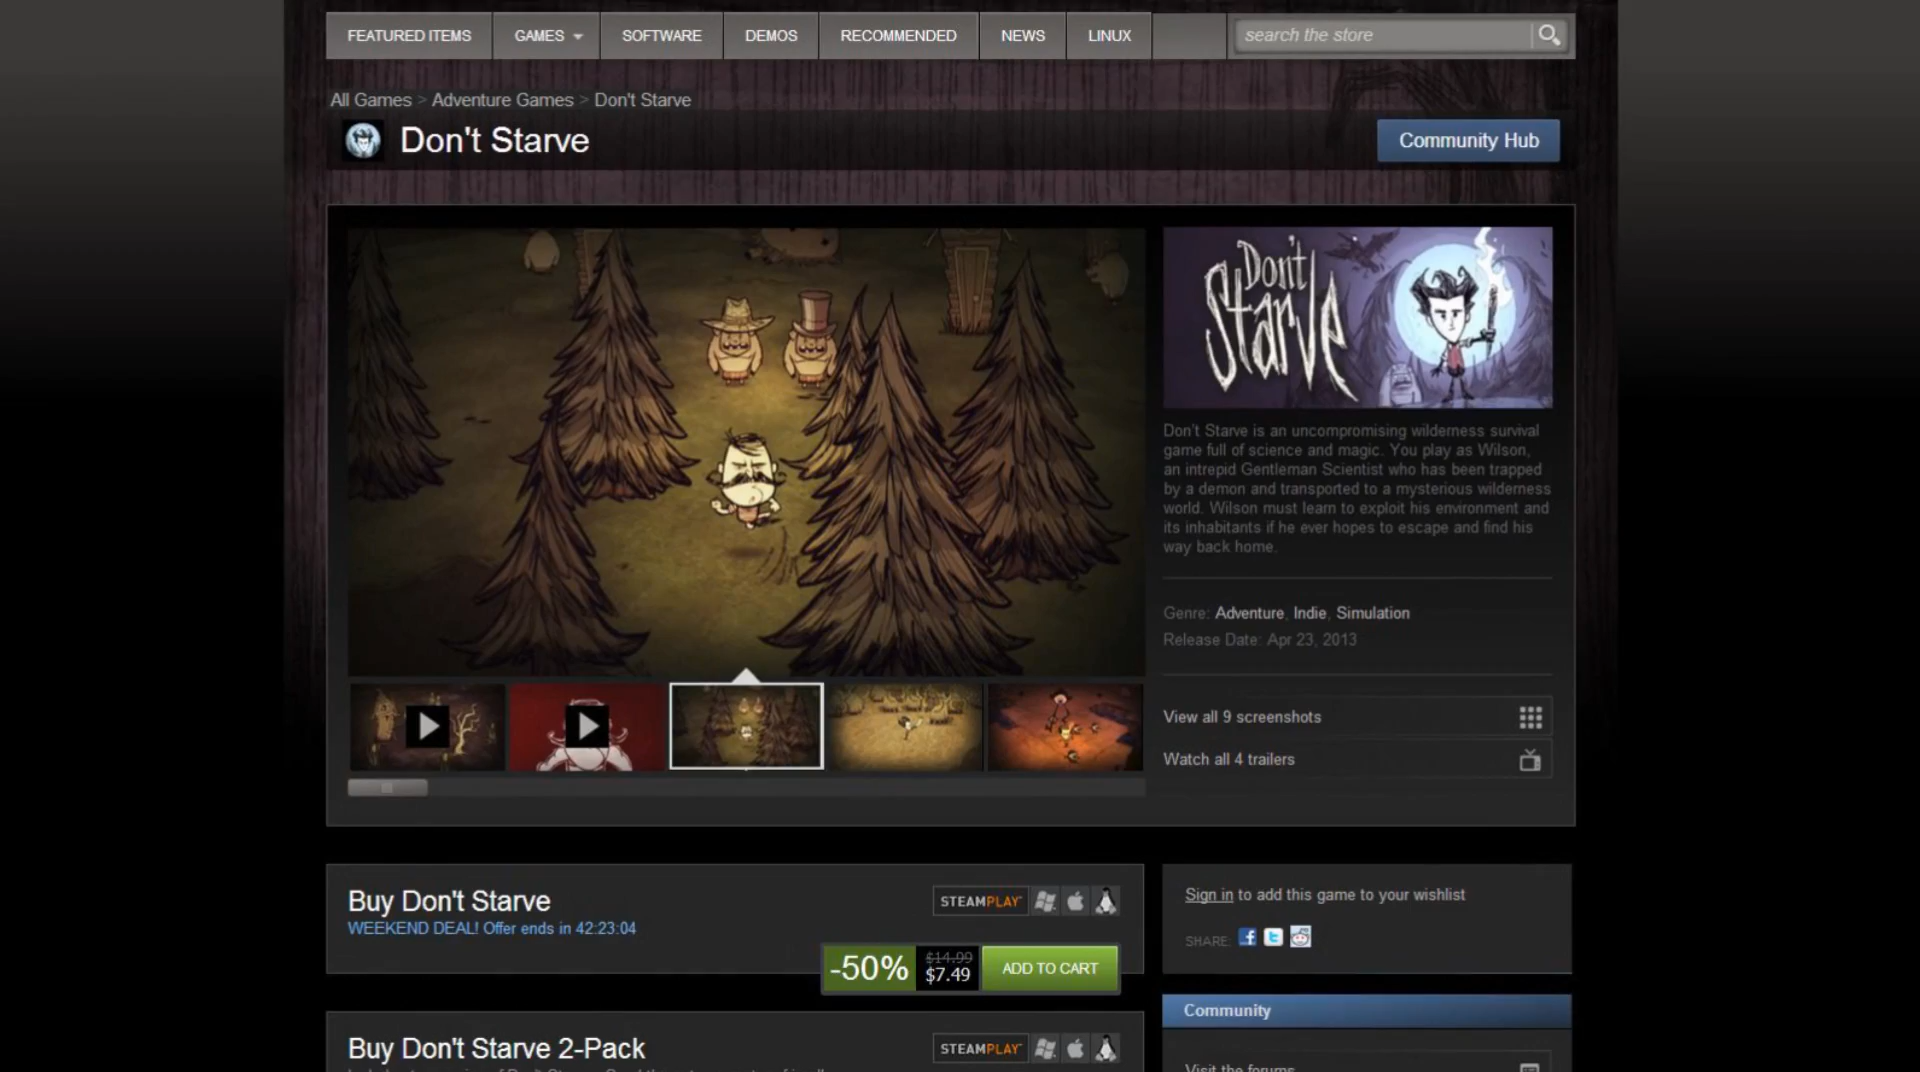 FEATURED ITEMS GAMES SOFTWARE DEMOS RECOMMENDED NEWS LINUX search the store
All Games > Adventure Games > Don't Starve
Don't Starve
Community Hub
Don't Starve
Don't Starve is an uncompromising wilderness survival
game full of science and magic. You play as Wilson,
an intrepid Gentleman Scientist who has been trapped
by a demon and transported to a mysterious wilderness
world. Wilson must learn to exploit his environment and
its inhabitants if he ever hopes to escape and find his
way back home.
Genre: Adventure, Indie, Simulation
Release Date: Apr 23, 2013
View all 9 screenshots
Watch all 4 trailers
Buy Don't Starve
STEAMPLAY
WEEKEND DEAL! Offer ends in 42:23:04
-50% $14.99 $7.49 ADD TO CART
Sign in to add this game to your wishlist
SHARE:
Community
Visit the forums
Buy Don't Starve 2-Pack
STEAMPLAY